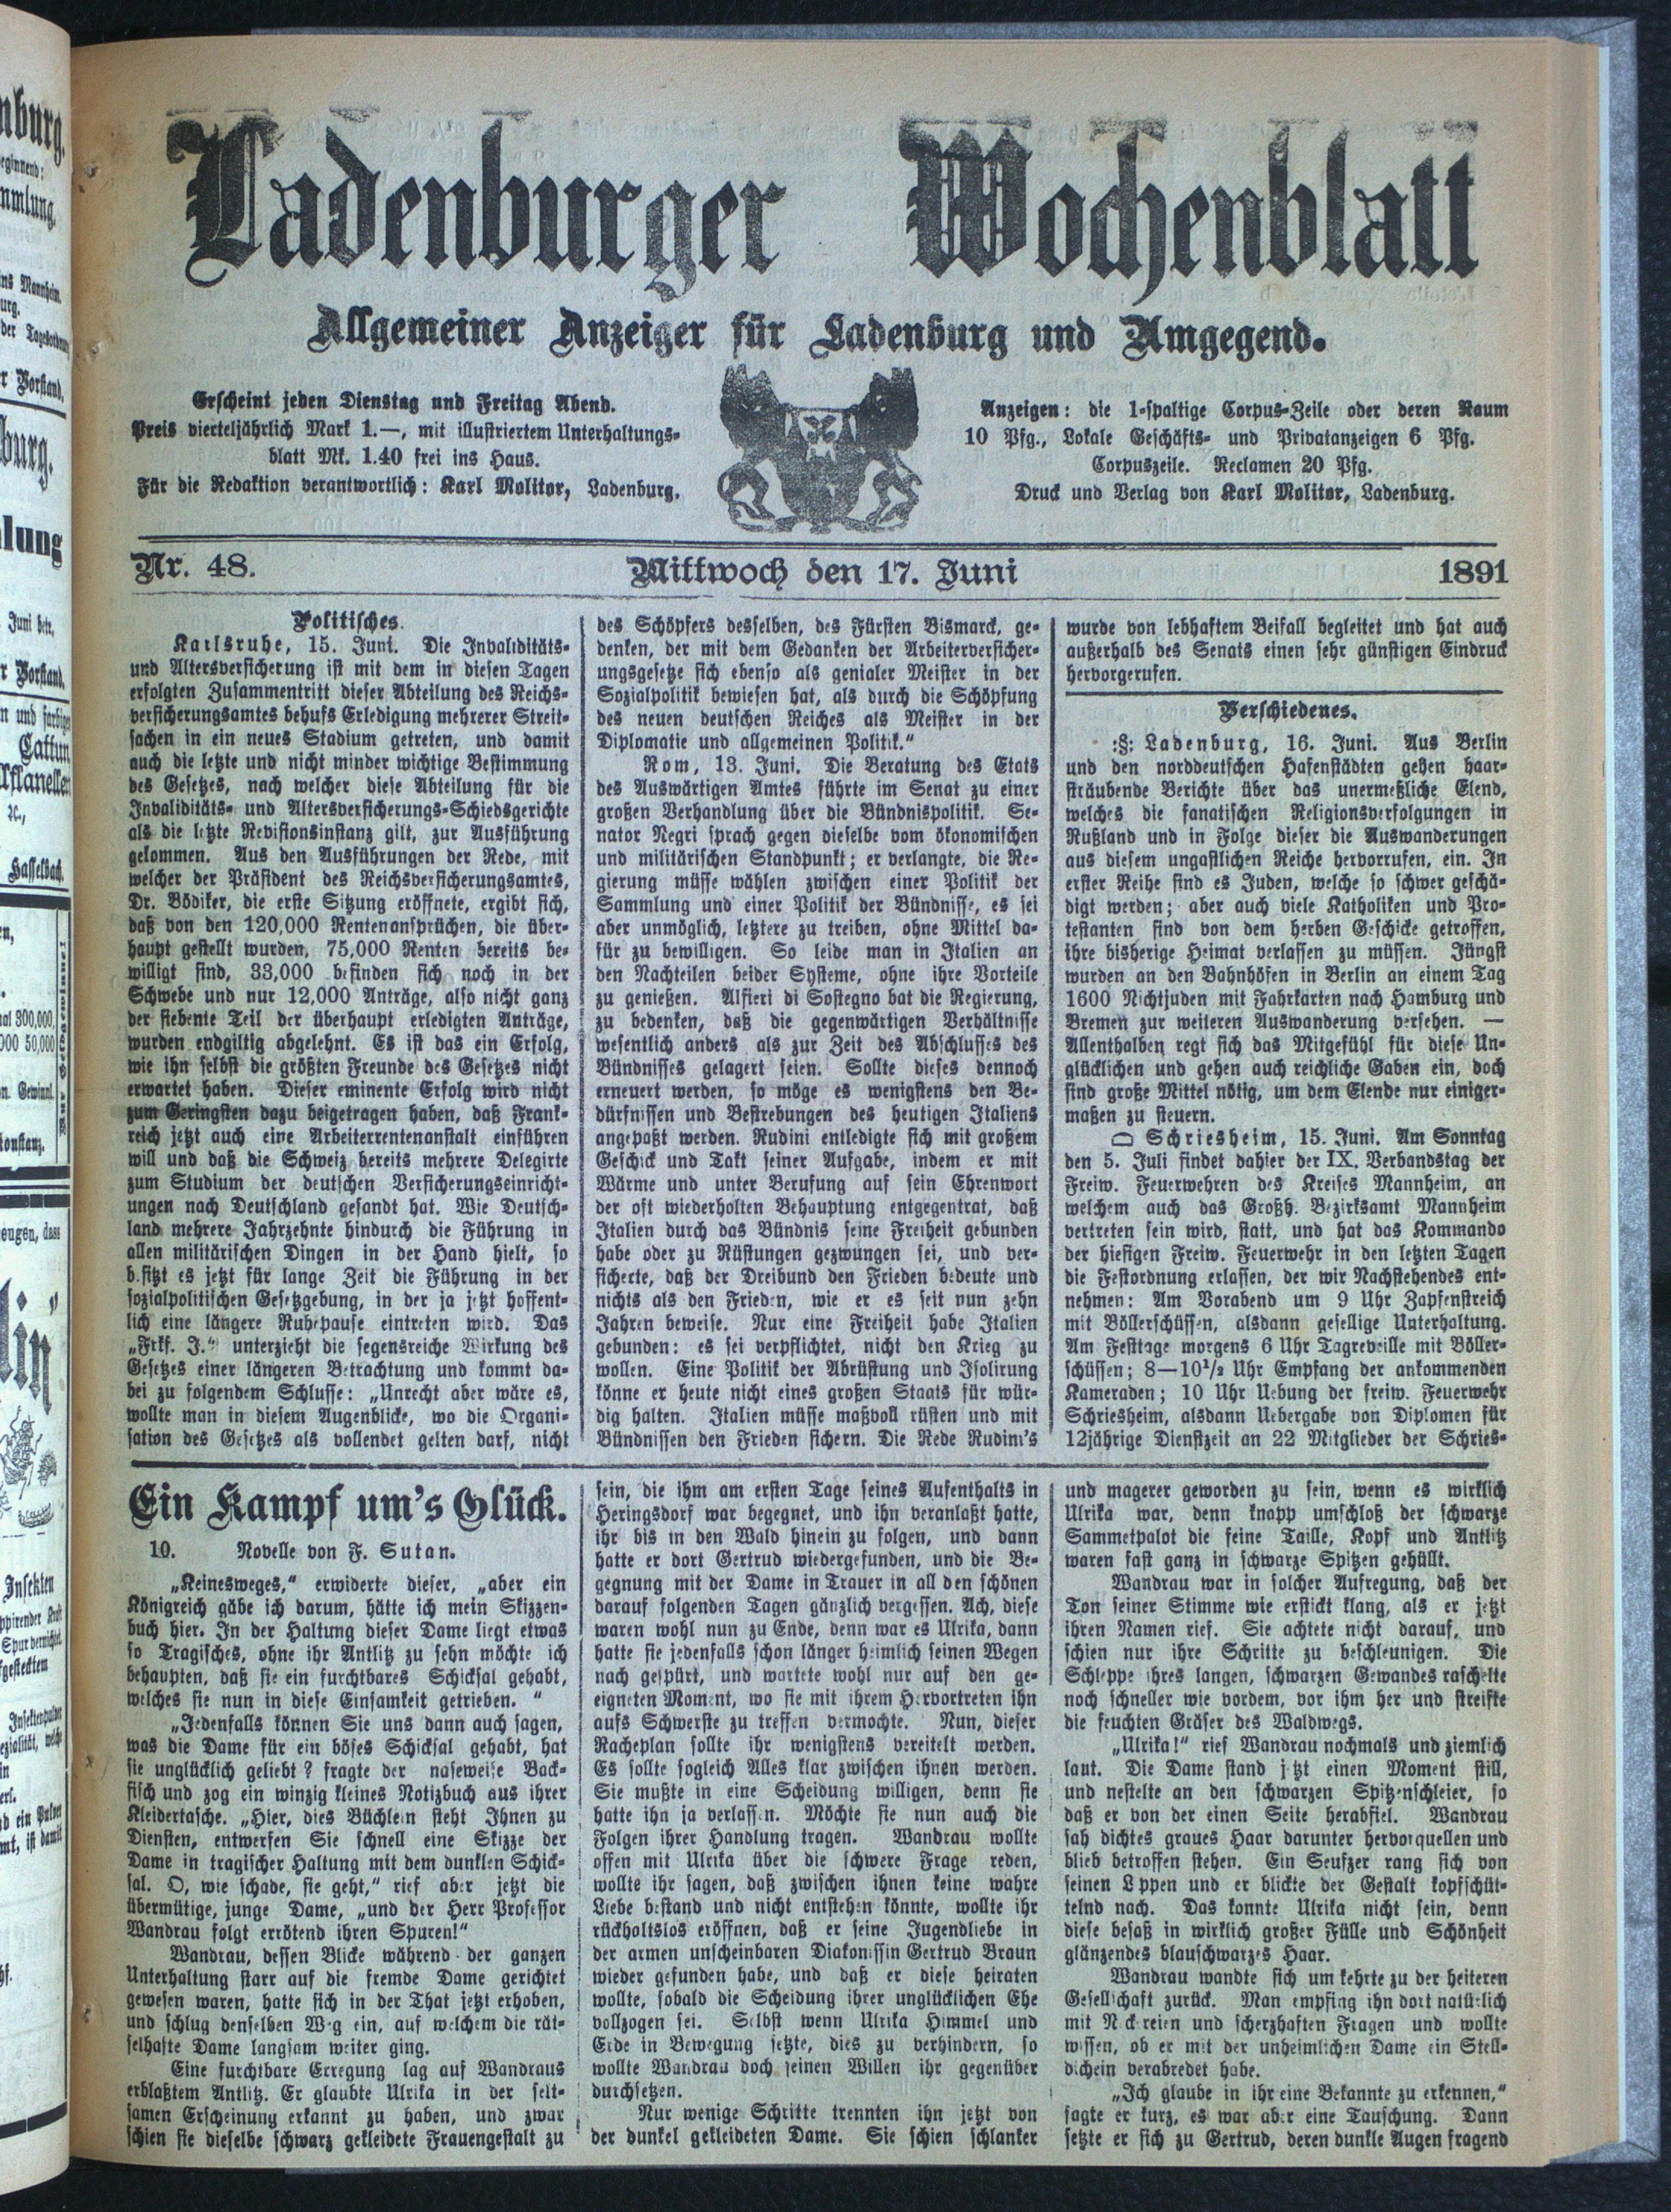 Ladenburger Wochenblatt
Allgemeiner Anzeiger für Ladenburg und Umgegend.
Erscheint jeden Dienstag und Freitag Abend.
Preis vierteljährlich Mark 1.—, mit illustriertem Unterhaltungs-
blatt Mk. 1.40 frei ins Haus.
Für die Redaktion verantwortlich: Karl Molitor, Ladenburg.
Anzeigen: die 1-spaltige Corpus-Zeile oder deren Raum
10 Pfg., Lokale Geschäfts- und Privatanzeigen 6 Pfg.
Corpuszeile. Reclamen 20 Pfg.
Druck und Verlag von Karl Molitor, Ladenburg.
Nr. 48.
Mittwoch den 17. Juni
1891
Politisches.
Karlsruhe, 15. Juni. Die Invaliditäts-
und Altersversicherung ist mit dem in diesen Tagen
erfolgten Zusammentritt dieser Abteilung des Reichs-
versicherungsamtes behufs Erledigung mehrerer Streit-
sachen in ein neues Stadium getreten, und damit
auch die letzte und nicht minder wichtige Bestimmung
des Gesetzes, nach welcher diese Abteilung für die
Invaliditäts- und Altersversicherungs-Schiedsgerichte
als die letzte Revisionsinstanz gilt, zur Ausführung
gelommen. Aus den Ausführungen der Rede, mit
welcher der Präsident des Reichsversicherungsamtes,
Dr. Bödiker, die erste Sitzung eröffnete, ergibt sich,
daß von den 120,000 Rentenansprüchen, die über-
haupt gestellt wurden, 75,000 Renten bereits be-
willigt sind, 33,000 befinden sich noch in der
Schwebe und nur 12,000 Anträge, also nicht ganz
der siebente Teil der überhaupt erledigten Anträge,
wurden endgiltig abgelehnt. Es ist das ein Erfolg,
wie ihn selbst die größten Freunde des Gesetzes nicht
erwartet haben. Dieser eminente Erfolg wird nicht
zum Geringsten dazu beigetragen haben, daß Frank-
reich jetzt auch eine Arbeiterrentenanstalt einführen
will und daß die Schweiz bereits mehrere Delegirte
zum Studium der deutschen Versicherungseinricht-
ungen nach Deutschland gesandt hat. Wie Deutsch-
land mehrere Jahrzehnte hindurch die Führung in
allen militärischen Dingen in der Hand hielt, so
besitzt es jetzt für lange Zeit die Führung in der
sozialpolitischen Gesetzgebung, in der ja jetzt hoffent-
lich eine längere Ruhepause eintreten wird. Das
„Frkf. J.“ unterzieht die segensreiche Wirkung des
Gesetzes einer längeren Betrachtung und kommt da-
bei zu folgendem Schlusse: „Unrecht aber wäre es,
wollte man in diesem Augenblicke, wo die Organi-
sation des Gesetzes als vollendet gelten darf, nicht
des Schöpfers desselben, des Fürsten Bismarck, ge-
denken, der mit dem Gedanken der Arbeiterversicher-
ungsgesetze sich ebenso als genialer Meister in der
Sozialpolitik bewiesen hat, als durch die Schöpfung
des neuen deutschen Reiches als Meister in der
Diplomatie und allgemeinen Politik.“
Rom, 13. Juni. Die Beratung des Etats
des Auswärtigen Amtes führte im Senat zu einer
großen Verhandlung über die Bündnispolitik. Se-
nator Negri sprach gegen dieselbe vom ökonomischen
und militärischen Standpunkt; er verlangte, die Re-
gierung müsse wählen zwischen einer Politik der
Sammlung und einer Politik der Bündnisse, es sei
aber unmöglich, letztere zu treiben, ohne Mittel da-
für zu bewilligen. So leide man in Italien an
den Nachteilen beider Systeme, ohne ihre Vorteile
zu genießen. Alfieri di Sostegno bat die Regierung,
zu bedenken, daß die gegenwärtigen Verhältnisse
wesentlich anders als zur Zeit des Abschlusses des
Bündnisses gelagert seien. Sollte dieses dennoch
erneuert werden, so möge es wenigstens den Be-
dürfnissen und Bestrebungen des heutigen Italiens
angepaßt werden. Rudini entledigte sich mit großem
Geschick und Takt seiner Aufgabe, indem er mit
Wärme und unter Berufung auf sein Ehrenwort
der oft wiederholten Behauptung entgegentrat, daß
Italien durch das Bündnis seine Freiheit gebunden
habe oder zu Rüstungen gezwungen sei, und ver-
sicherte, daß der Dreibund den Frieden bedeute und
nichts als den Frieden, wie er es seit nun zehn
Jahren beweise. Nur eine Freiheit habe Italien
gebunden: es sei verpflichtet, nicht den Krieg zu
wollen. Eine Politik der Abrüstung und Isolirung
könne er heute nicht eines großen Staats für wür-
dig halten. Italien müsse maßvoll rüsten und mit
Bündnissen den Frieden sichern. Die Rede Rudini's
wurde von lebhaftem Beifall begleitet und hat auch
außerhalb des Senats einen sehr günstigen Eindruck
hervorgerufen.
Verschiedenes.
:§: Ladenburg, 16. Juni. Aus Berlin
und den norddeutschen Hafenstädten gehen haar-
sträubende Berichte über das unermeßliche Elend,
welches die fanatischen Religionsverfolgungen in
Rußland und in Folge dieser die Auswanderungen
aus diesem ungastlichen Reiche hervorrufen, ein. In
erster Reihe sind es Juden, welche so schwer geschä-
digt werden; aber auch viele Katholiken und Pro-
testanten sind von dem herben Geschicke getroffen,
ihre bisherige Heimat verlassen zu müssen. Jüngst
wurden an den Bahnhöfen in Berlin an einem Tag
1600 Nichtjuden mit Fahrkarten nach Hamburg und
Bremen zur weiteren Auswanderung versehen. —
Allenthalben regt sich das Mitgefühl für diese Un-
glücklichen und gehen auch reichliche Gaben ein, doch
sind große Mittel nötig, um dem Elende nur einiger-
maßen zu steuern.
Schriesheim, 15. Juni. Am Sonntag
den 5. Juli findet dahier der IX. Verbandstag der
Freiw. Feuerwehren des Kreises Mannheim, an
welchem auch das Großh. Bezirksamt Mannheim
vertreten sein wird, statt, und hat das Kommando
der hiesigen Freiw. Feuerwehr in den letzten Tagen
die Festordnung erlassen, der wir Nachstehendes ent-
nehmen: Am Vorabend um 9 Uhr Zapfenstreich
mit Böllerschüssen, alsdann gesellige Unterhaltung.
Am Festtage morgens 6 Uhr Tagreveille mit Böller-
schüssen; 8—10½ Uhr Empfang der ankommenden
Kameraden; 10 Uhr Uebung der freiw. Feuerwehr
Schriesheim, alsdann Uebergabe von Diplomen für
12jährige Dienstzeit an 22 Mitglieder der Schries-
Ein Kampf um's Glück.
10. Novelle von F. Sutan.
„Keinesweges,“ erwiderte dieser, „aber ein
Königreich gäbe ich darum, hätte ich mein Skizzen-
buch hier. In der Haltung dieser Dame liegt etwas
so Tragisches, ohne ihr Antlitz zu sehn möchte ich
behaupten, daß sie ein furchtbares Schicksal gehabt,
welches sie nun in diese Einsamkeit getrieben. “
„Jedenfalls können Sie uns dann auch sagen,
was die Dame für ein böses Schicksal gehabt, hat
sie unglücklich geliebt? fragte der naseweise Back-
fisch und zog ein winzig kleines Notizbuch aus ihrer
Kleidertasche. „Hier, dies Büchlein steht Ihnen zu
Diensten, entwerfen Sie schnell eine Skizze der
Dame in tragischer Haltung mit dem dunklen Schick-
sal. O, wie schade, sie geht,“ rief aber jetzt die
übermütige, junge Dame, „und der Herr Professor
Wandrau folgt errötend ihren Spuren!“
Wandrau, dessen Blicke während der ganzen
Unterhaltung starr auf die fremde Dame gerichtet
gewesen waren, hatte sich in der That jetzt erhoben,
und schlug denselben Weg ein, auf welchem die rät-
selhafte Dame langsam weiter ging.
Eine furchtbare Erregung lag auf Wandraus
erblaßtem Antlitz. Er glaubte Ulrika in der selt-
samen Erscheinung erkannt zu haben, und zwar
schien sie dieselbe schwarz gekleidete Frauengestalt zu
sein, die ihm am ersten Tage seines Aufenthalts in
Heringsdorf war begegnet, und ihn veranlaßt hatte,
ihr bis in den Wald hinein zu folgen, und dann
hatte er dort Gertrud wiedergefunden, und die Be-
gegnung mit der Dame in Trauer in all den schönen
darauf folgenden Tagen gänzlich vergessen. Ach, diese
waren wohl nun zu Ende, denn war es Ulrika, dann
hatte sie jedenfalls schon länger heimlich seinen Wegen
nach gespürt, und wartete wohl nur auf den ge-
eigneten Moment, wo sie mit ihrem Hervortreten ihn
aufs Schwerste zu treffen vermochte. Nun, dieser
Racheplan sollte ihr wenigstens vereitelt werden.
Es sollte sogleich Alles klar zwischen ihnen werden.
Sie mußte in eine Scheidung willigen, denn sie
hatte ihn ja verlassen. Möchte sie nun auch die
Folgen ihrer Handlung tragen. Wandrau wollte
offen mit Ulrika über die schwere Frage reden,
wollte ihr sagen, daß zwischen ihnen keine wahre
Liebe bestand und nicht entstehen könnte, wollte ihr
rückhaltslos eröffnen, daß er seine Jugendliebe in
der armen unscheinbaren Diakonissin Gertrud Braun
wieder gefunden habe, und daß er diese heiraten
wollte, sobald die Scheidung ihrer unglücklichen Ehe
vollzogen sei. Selbst wenn Ulrika Himmel und
Erde in Bewegung setzte, dies zu verhindern, so
wollte Wandrau doch seinen Willen ihr gegenüber
durchsetzen.
Nur wenige Schritte trennten ihn jetzt von
der dunkel gekleideten Dame. Sie schien schlanker
und magerer geworden zu sein, wenn es wirklich
Ulrika war, denn knapp umschloß der schwarze
Sammetpalot die feine Taille, Kopf und Antlitz
waren fast ganz in schwarze Spitzen gehüllt.
Wandrau war in solcher Aufregung, daß der
Ton seiner Stimme wie erstickt klang, als er jetzt
ihren Namen rief. Sie achtete nicht darauf, und
schien nur ihre Schritte zu beschleunigen. Die
Schleppe ihres langen, schwarzen Gewandes raschelte
noch schneller wie vordem, vor ihm her und streifte
die feuchten Gräser des Waldwegs.
„Ulrika!“ rief Wandrau nochmals und ziemlich
laut. Die Dame stand jetzt einen Moment still,
und nestelte an den schwarzen Spitzenschleier, so
daß er von der einen Seite herabfiel. Wandrau
sah dichtes graues Haar darunter hervorquellen und
blieb betroffen stehen. Ein Seufzer rang sich von
seinen Lippen und er blickte der Gestalt kopfschüt-
telnd nach. Das konnte Ulrika nicht sein, denn
diese besaß in wirklich großer Fülle und Schönheit
glänzendes blauschwarzes Haar.
Wandrau wandte sich um kehrte zu der heiteren
Gesellschaft zurück. Man empfing ihn dort natürlich
mit Neckereien und scherzhaften Fragen und wollte
wissen, ob er mit der unheimlichen Dame ein Stell-
dichein verabredet habe.
„Ich glaube in ihr eine Bekannte zu erkennen,“
sagte er kurz, es war aber eine Täuschung. Dann
setzte er sich zu Gertrud, deren dunkle Augen fragend